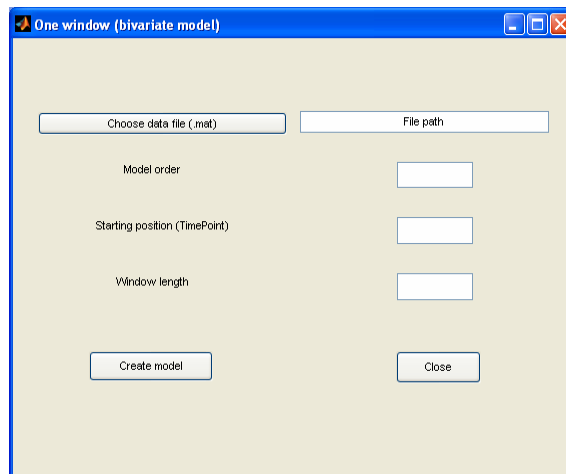 One window (bivariate model)
Choose data file (.mat)
File path
Model order
Starting position (TimePoint)
Window length
Create model
Close